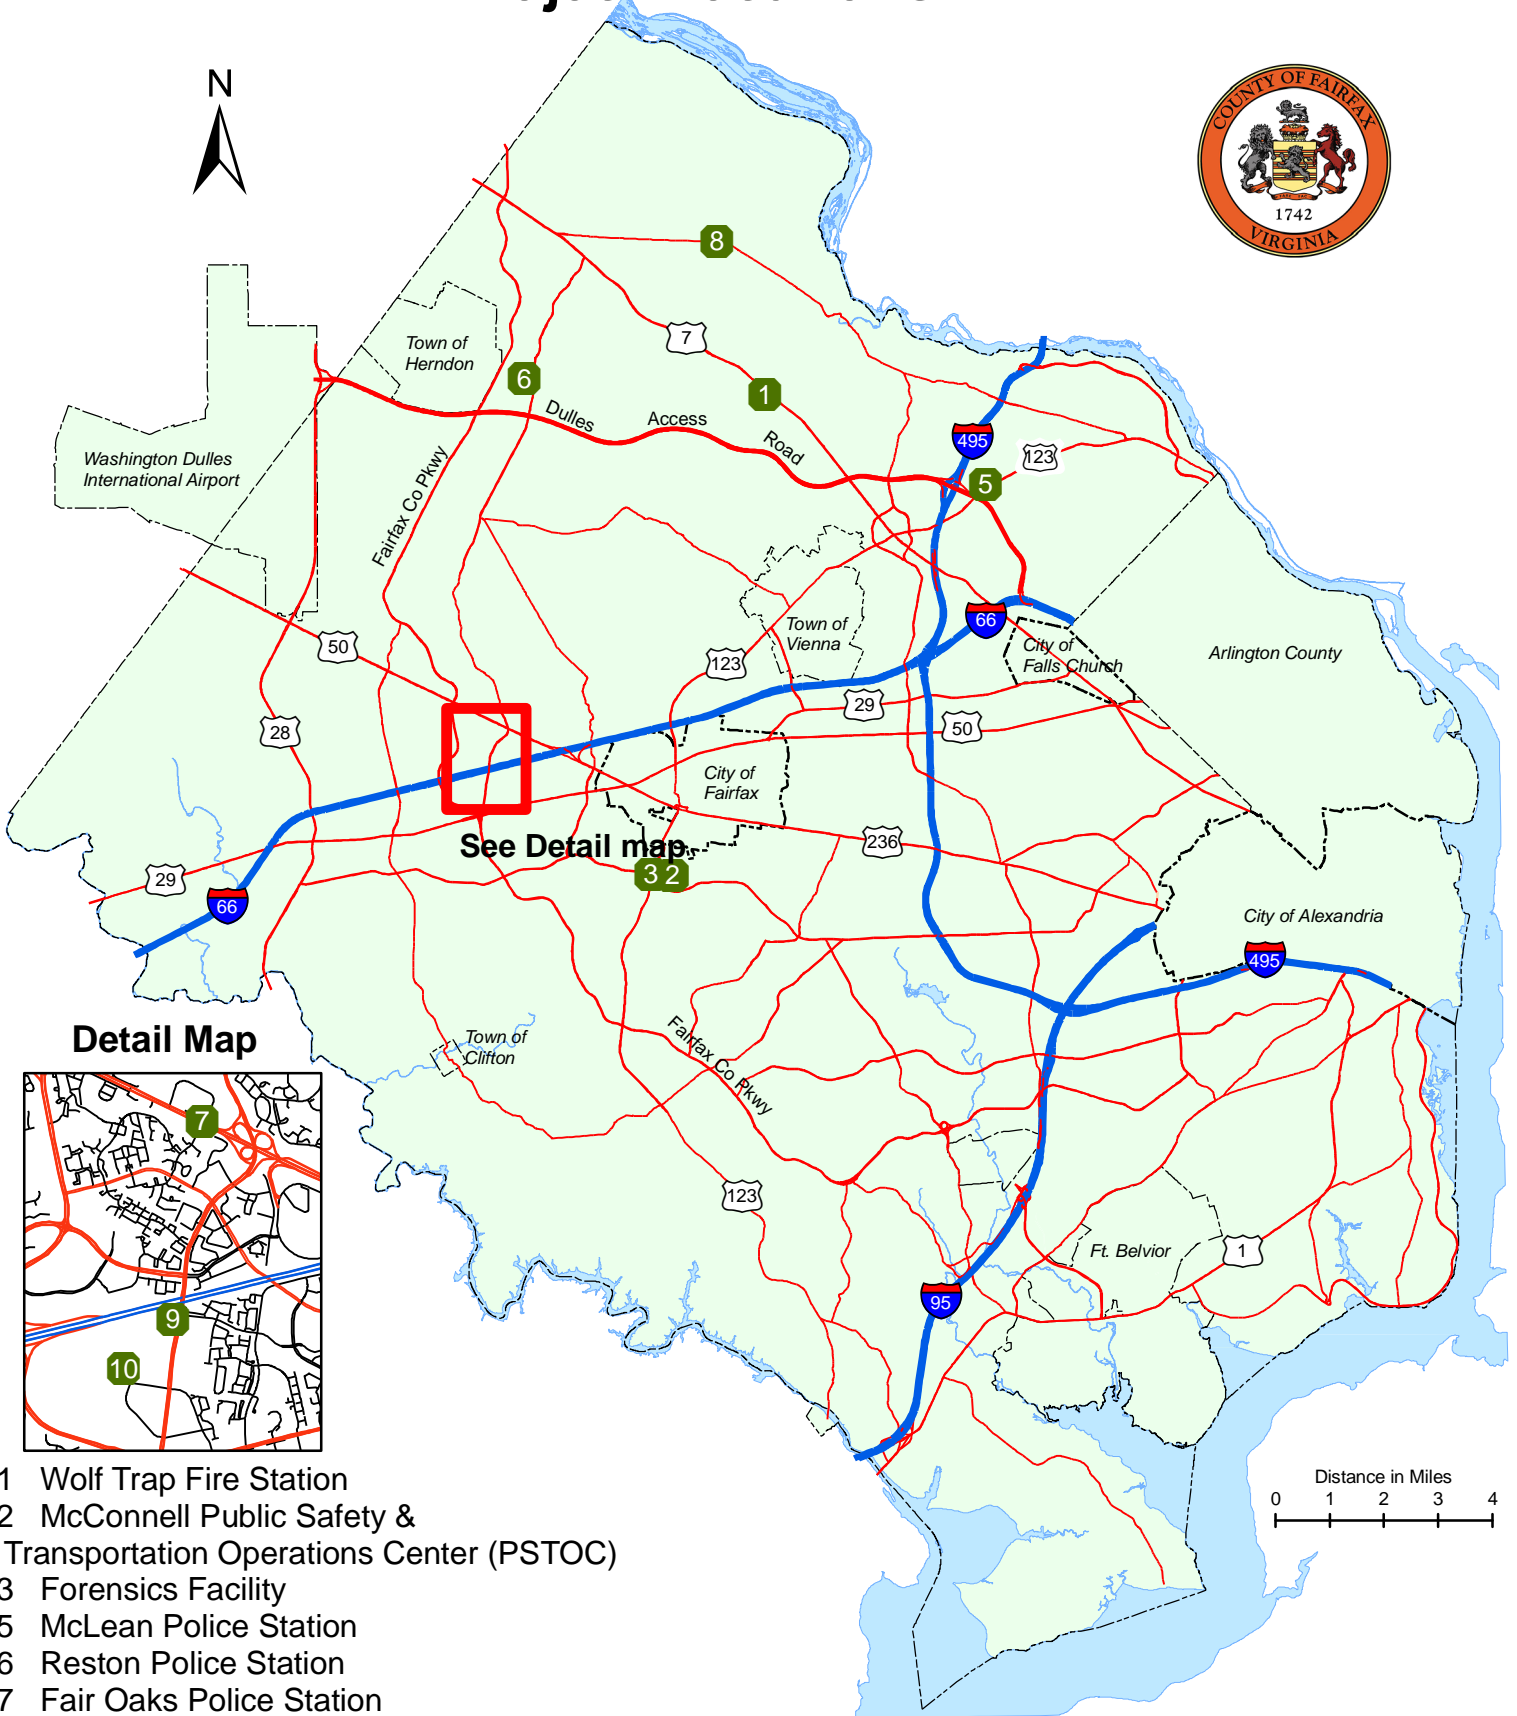 N
COUNTY OF FAIRFAX
1742
VIRGINIA
8
Town of
Herndon
7
6
1
Dulles Access Road
495
123
5
Washington Dulles
International Airport
Fairfax Co Pkwy
66
Town of
Vienna
City of
Falls Church
Arlington County
50
123
29
50
28
City of
Fairfax
See Detail map
236
3 2
29
66
City of Alexandria
495
Detail Map
Town of
Clifton
Fairfax Co Pkwy
7
123
Ft. Belvior
1
95
9
10
Distance in Miles
0 1 2 3 4
1 Wolf Trap Fire Station
2 McConnell Public Safety &
Transportation Operations Center (PSTOC)
3 Forensics Facility
5 McLean Police Station
6 Reston Police Station
7 Fair Oaks Police Station